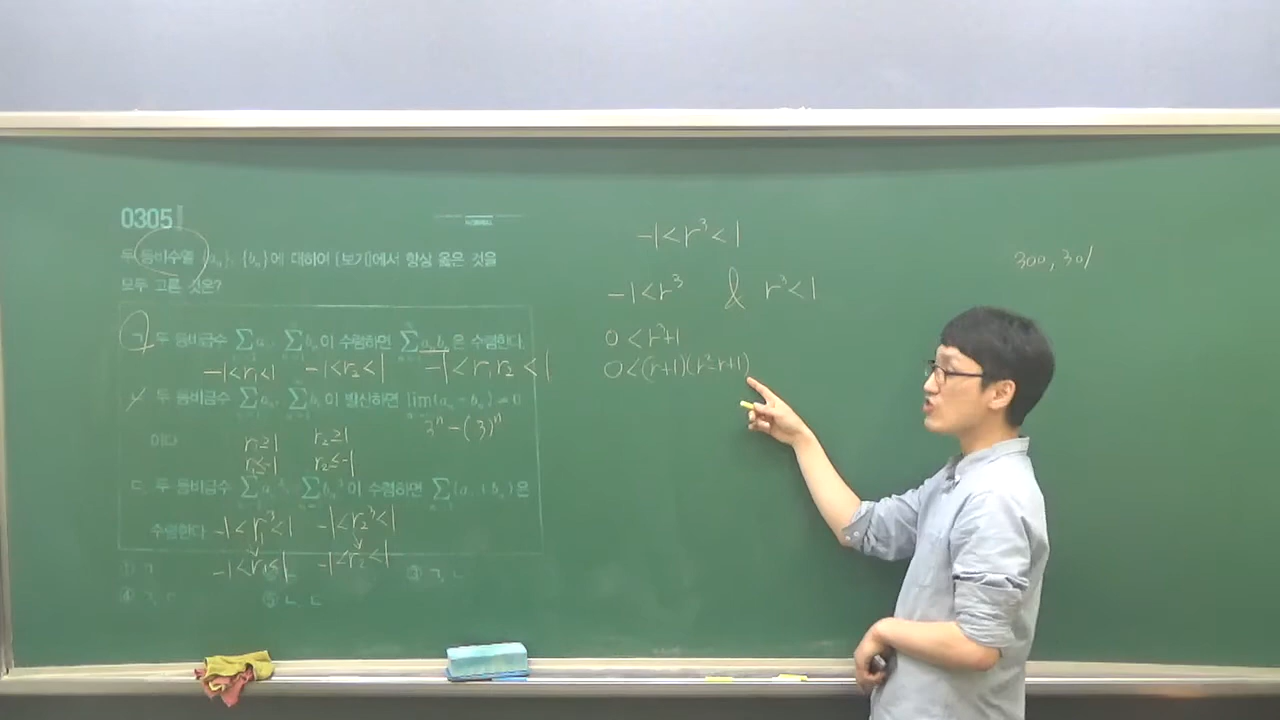 0305
NORMAL
두 등비수열 {aₙ}, {bₙ}에 대하여 [보기]에서 항상 옳은 것을
모두 고른 것은?
ㄱ. 두 등비급수 ∑aₙ, ∑bₙ이 수렴하면 ∑aₙbₙ은 수렴한다.
-1<r₁<1 -1<r₂<1 -1<r₁r₂<1
ㄴ. 두 등비급수 ∑aₙ, ∑bₙ이 발산하면 lim(aₙ-bₙ)=0
3ⁿ-(3)ⁿ
이다
r₁≥1 r₂≥1
r₁≤-1 r₂≤-1
ㄷ. 두 등비급수 ∑aₙ³, ∑bₙ³이 수렴하면 ∑(aₙ+bₙ)은
수렴한다 -1<r₁³<1 -1<r₂³<1
-1<r₁<1 -1<r₂<1
① ㄱ ② ㄴ ③ ㄱ, ㄴ
④ ㄱ, ㄷ ⑤ ㄴ, ㄷ
-1<r³<1
-1<r³ & r³<1
0<r³+1
0<(r+1)(r²-r+1)
300, 301